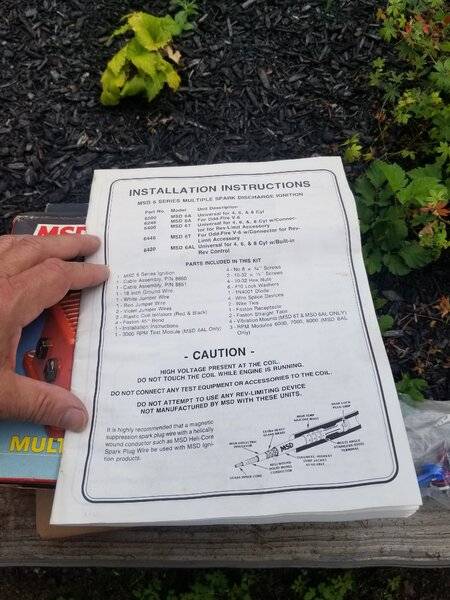 INSTALLATION INSTRUCTIONS
MSD 6 SERIES MULTIPLE SPARK DISCHARGE IGNITION
Part No. Model Unit Description
6200 MSD 6A Universal for 4, 6, & 8 Cyl
6246 MSD 6A For Odd-Fire V-6
6400 MSD 6T Universal for 4, 6, & 8 Cyl w/Connector for Rev-Limit Accessory
6446 MSD 6T For Odd-Fire V-6 w/Connector for Rev-Limit Accessory
6420 MSD 6AL Universal for 4, 6, & 8 Cyl w/Built-in
Rev Control
PARTS INCLUDED IN THIS KIT
1 - MSD 6 Series Ignition
1 - Cable Assembly, P/N 8860
1 - Cable Assembly, P/N 8861
1 - 18 inch Ground Wire
1 - White Jumper Wire
1 - Red Jumper Wire
2 - Violet Jumper Wires
2 - Plastic Coil Isolators (Red & Black)
4 - Faston 45° Bend
1 - Installation Instructions
1 - 3000 RPM Test Module (MSD 6AL Only)
4 - No 8 x ¾" Screws
2 - 10-32 x ½" Screws
4 - 10-32 Hex Nuts
6 - #10 Lock Washers
1 - 1N4001 Diode
4 - Wire Splice Devices
2 - Wire Ties
1 - Faston Receptacle
2 - Faston Straight Tabs
4 - Vibration Mounts (MSD 6T & MSD 6AL ONLY)
3 - RPM Modules 6000, 7000, 8000 (MSD 6AL
Only)
- CAUTION -
HIGH VOLTAGE PRESENT AT THE COIL.
DO NOT TOUCH THE COIL WHILE ENGINE IS RUNNING.
DO NOT CONNECT ANY TEST EQUIPMENT OR ACCESSORIES TO THE COIL.
DO NOT ATTEMPT TO USE ANY REV-LIMITING DEVICE
NOT MANUFACTURED BY MSD WITH THESE UNITS.
It is highly recommended that a magnetic
suppression spark plug wire with a helically
wound conductor such as MSD Heli-Core
Spark Plug Wire be used with MSD Igni-
tion products.
MSD
MSD
MULT